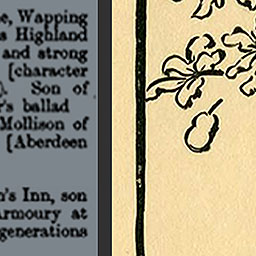 e, Wapping
s Highland
and strong
[character
). Son of
r's ballad
Mollison of
[Aberdeen
n's Inn, son
Armoury at
generations